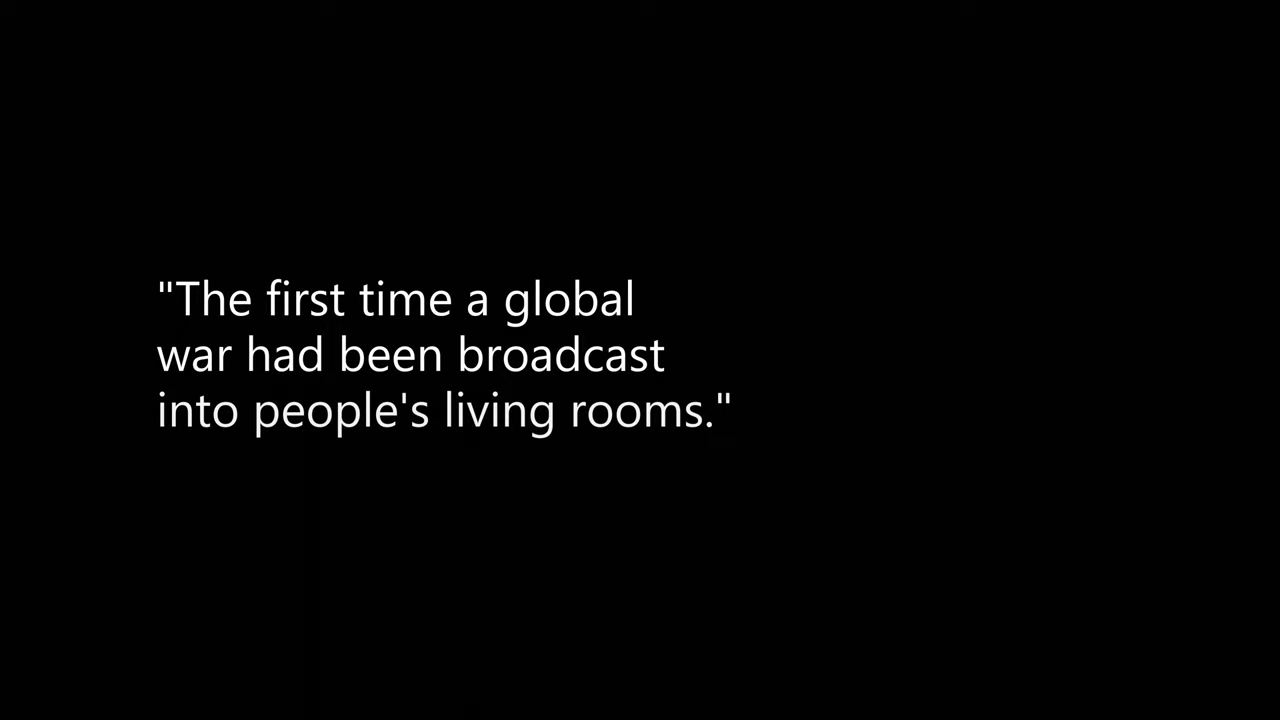 "The first time a global
war had been broadcast
into people's living rooms."